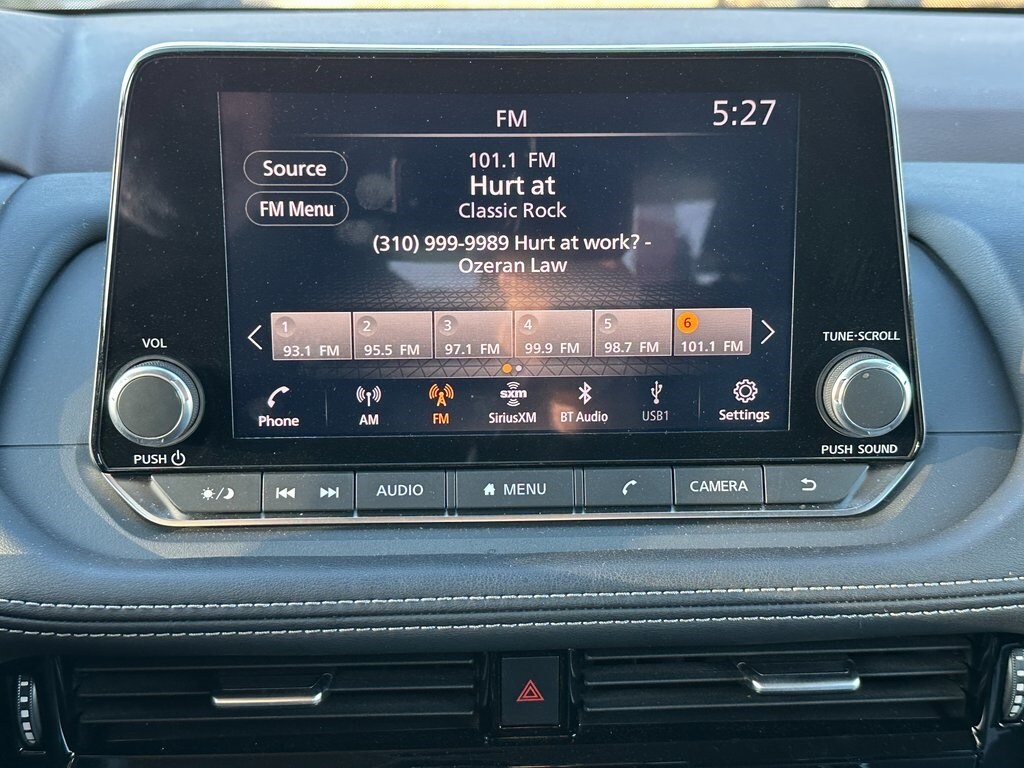 FM
5:27
Source
101.1 FM
Hurt at
FM Menu
Classic Rock
(310) 999-9989 Hurt at work? -
Ozeran Law
1
2
3
4
5
6
93.1 FM
95.5 FM
97.1 FM
99.9 FM
98.7 FM
101.1 FM
VOL
TUNE·SCROLL
Phone
AM
FM
sxm
SiriusXM
BT Audio
USB1
Settings
PUSH
PUSH SOUND
AUDIO
MENU
CAMERA